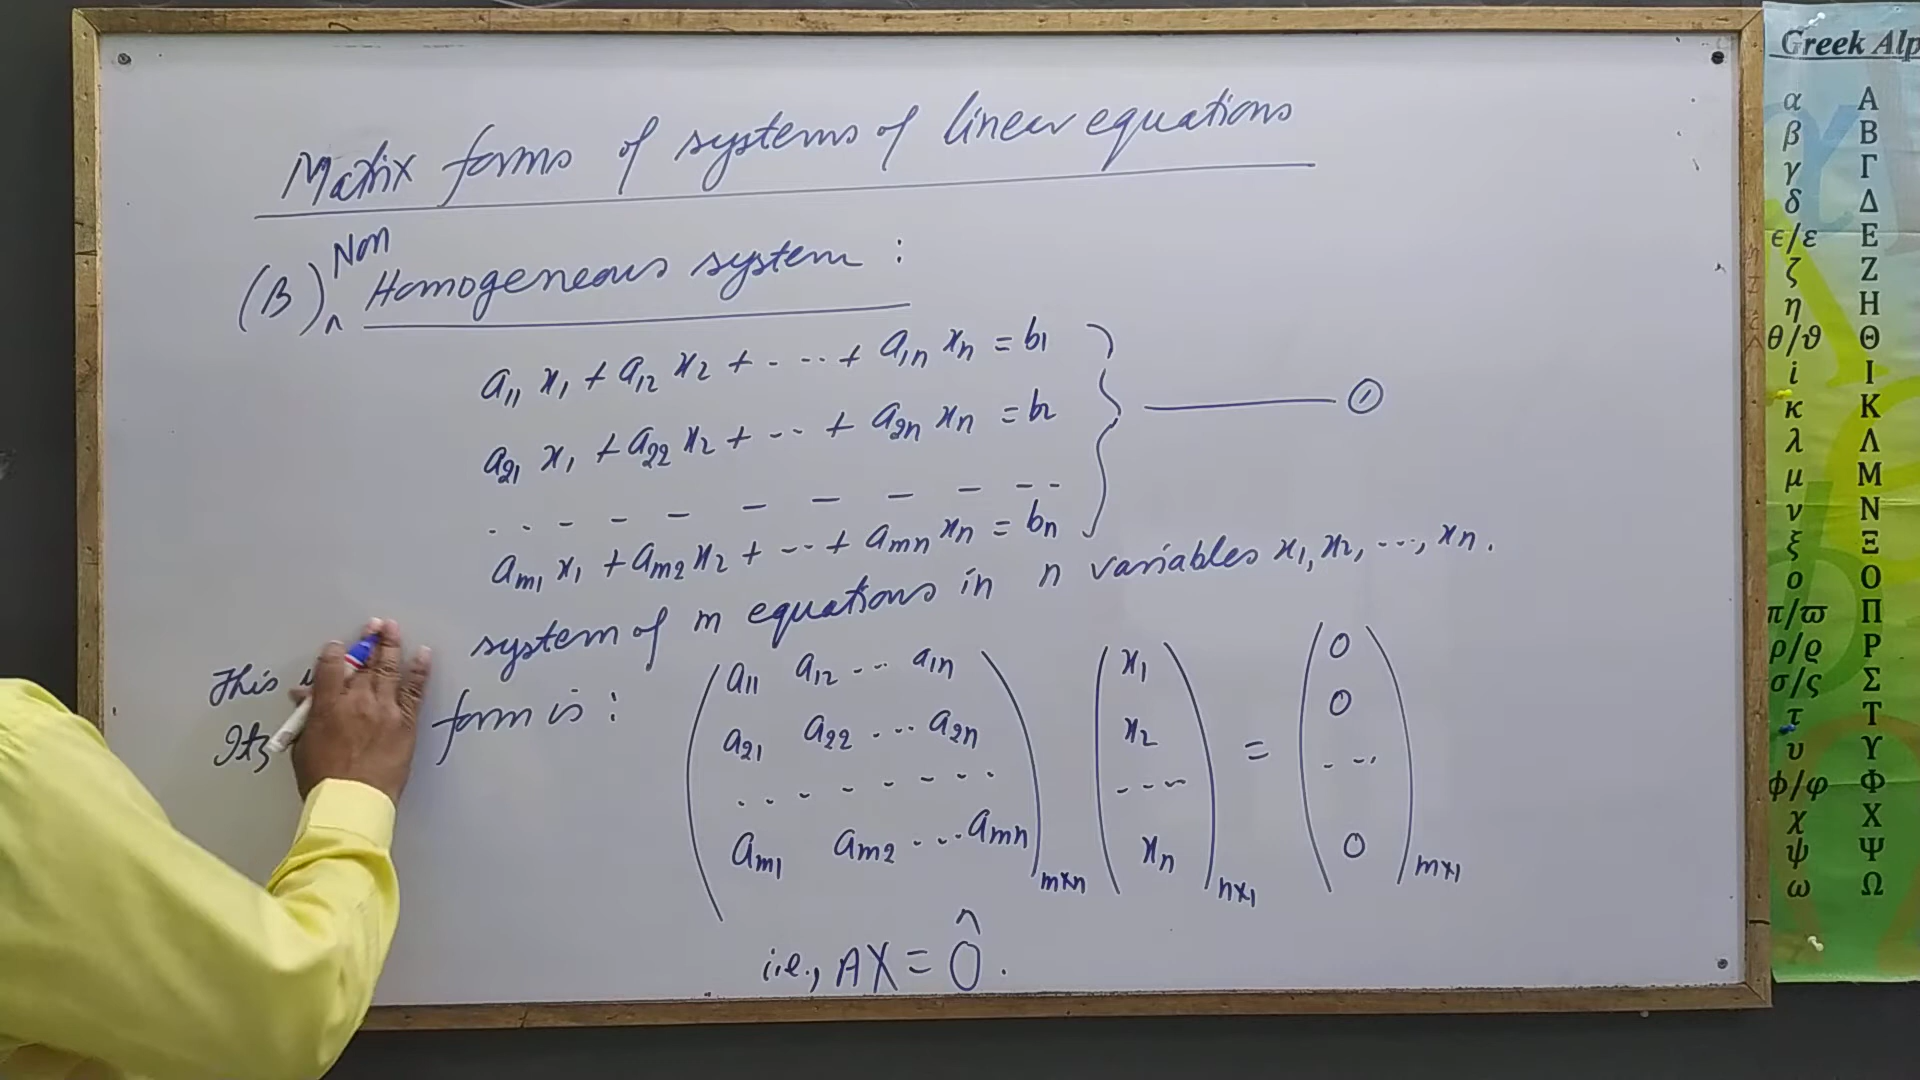 Matrix forms of systems of linear equations
(B) ^ Non Homogeneous system :
a₁₁ x₁ + a₁₂ x₂ + - ... + a₁ₙ xₙ = b₁
a₂₁ x₁ + a₂₂ x₂ + - ... + a₂ₙ xₙ = b₂
. . - - - - - - - - -
aₘ₁ x₁ + aₘ₂ x₂ + - ... + aₘₙ xₙ = bₙ
} ——— ①
This system of m equations in n variables x₁, x₂, ..., xₙ.
Its form is :
( a₁₁ a₁₂ ... a₁ₙ
a₂₁ a₂₂ ... a₂ₙ
. . - - - - - . .
aₘ₁ aₘ₂ ... aₘₙ )ₘₓₙ
( x₁
x₂
- - -
xₙ )ₙₓ₁
=
( 0
0
- - -
0 )ₘₓ₁
i.e., AX = Ô .
Greek Alp
α Α
β Β
γ Γ
δ Δ
ϵ/ε Ε
ζ Ζ
η Η
θ/ϑ Θ
i Ι
κ Κ
λ Λ
μ Μ
ν Ν
ξ Ξ
ο Ο
π/ϖ Π
ρ/ϱ Ρ
σ/ς Σ
τ Τ
υ Υ
ϕ/φ Φ
χ Χ
ψ Ψ
ω Ω